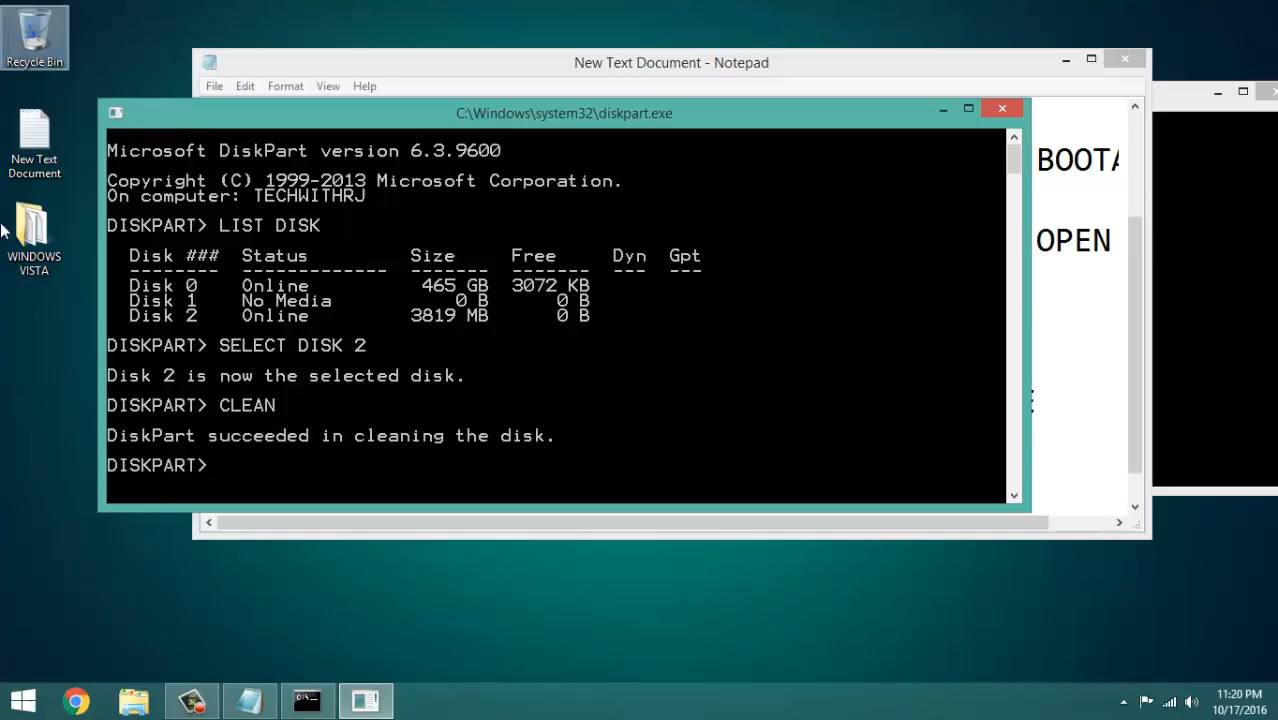 Recycle Bin
New Text Document - Notepad
File Edit Format View Help
C:\Windows\system32\diskpart.exe
Microsoft DiskPart version 6.3.9600
Copyright (C) 1999-2013 Microsoft Corporation.
On computer: TECHWITHRJ
DISKPART> LIST DISK
Disk ### Status Size Free Dyn Gpt
-------- ------------- ------- ------- --- ---
Disk 0 Online 465 GB 3072 KB
Disk 1 No Media 0 B 0 B
Disk 2 Online 3819 MB 0 B
DISKPART> SELECT DISK 2
Disk 2 is now the selected disk.
DISKPART> CLEAN
DiskPart succeeded in cleaning the disk.
DISKPART>
BOOTA
OPEN
New Text
Document
WINDOWS
VISTA
11:20 PM
10/17/2016